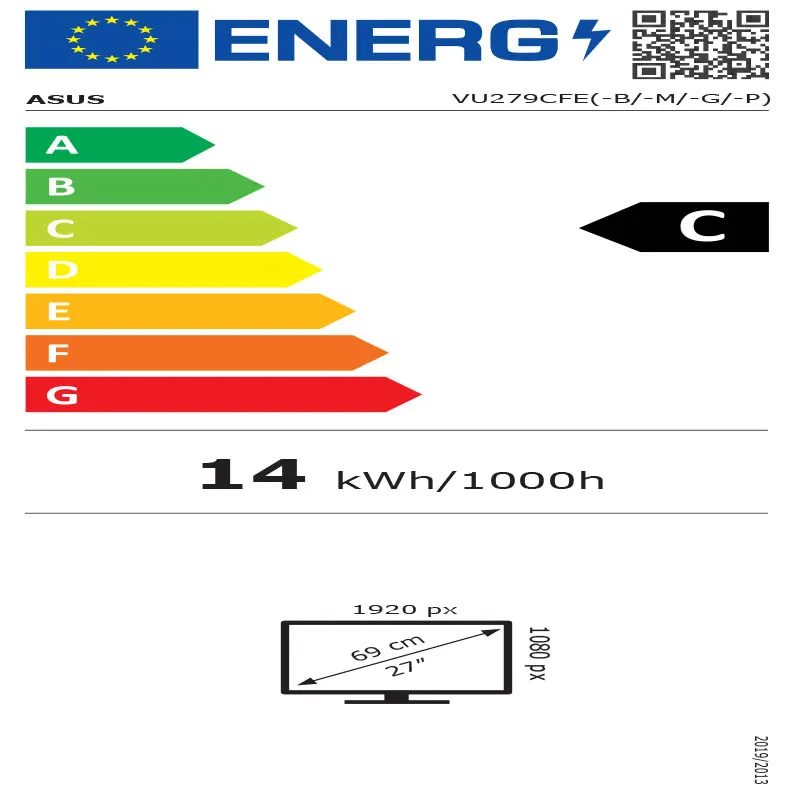 ENERG
ASUS
VU279CFE(-B/-M/-G/-P)
A
B
C
C
D
E
F
G
14 kWh/1000h
1920 px
1080 px
69 cm
27"
2019/2013